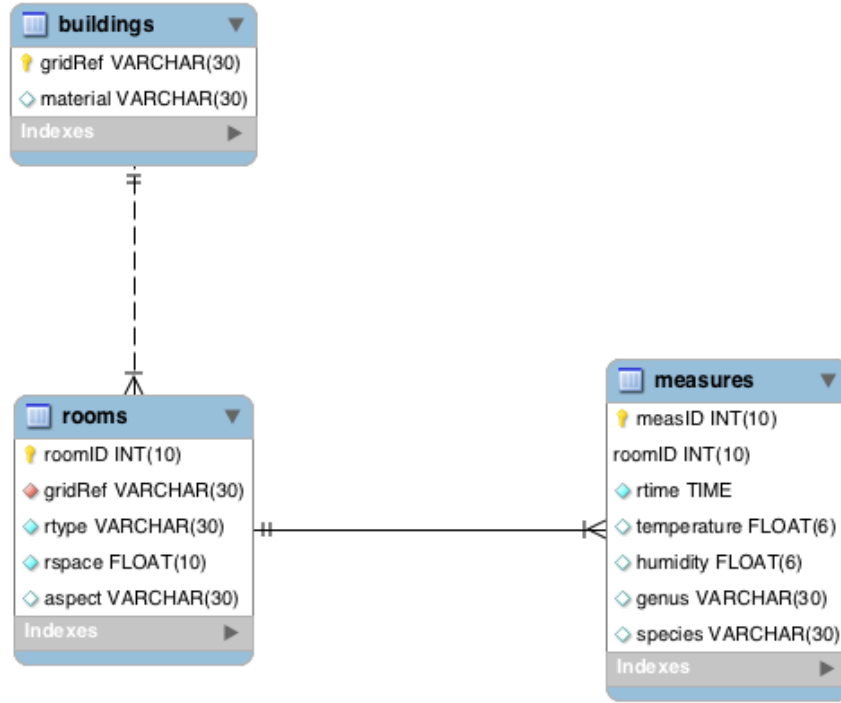 buildings
gridRef VARCHAR(30)
material VARCHAR(30)
Indexes
rooms
roomID INT(10)
gridRef VARCHAR(30)
rtype VARCHAR(30)
rspace FLOAT(10)
aspect VARCHAR(30)
Indexes
measures
measID INT(10)
roomID INT(10)
rtime TIME
temperature FLOAT(6)
humidity FLOAT(6)
genus VARCHAR(30)
species VARCHAR(30)
Indexes